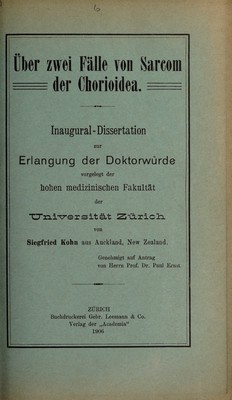 Über zwei Fälle von Sarcom
der Chorioidea.
Inaugural-Dissertation
zur
Erlangung der Doktorwürde
vorgelegt der
hohen medizinischen Fakultät
der
Universität Zürich
von
Siegfried Kohn aus Auckland, New Zealand.
Genehmigt auf Antrag
von Herrn Prof. Dr. Paul Ernst.
ZÜRICH
Buchdruckerei Gebr. Leemann & Co.
Verlag der „Academia“
1906